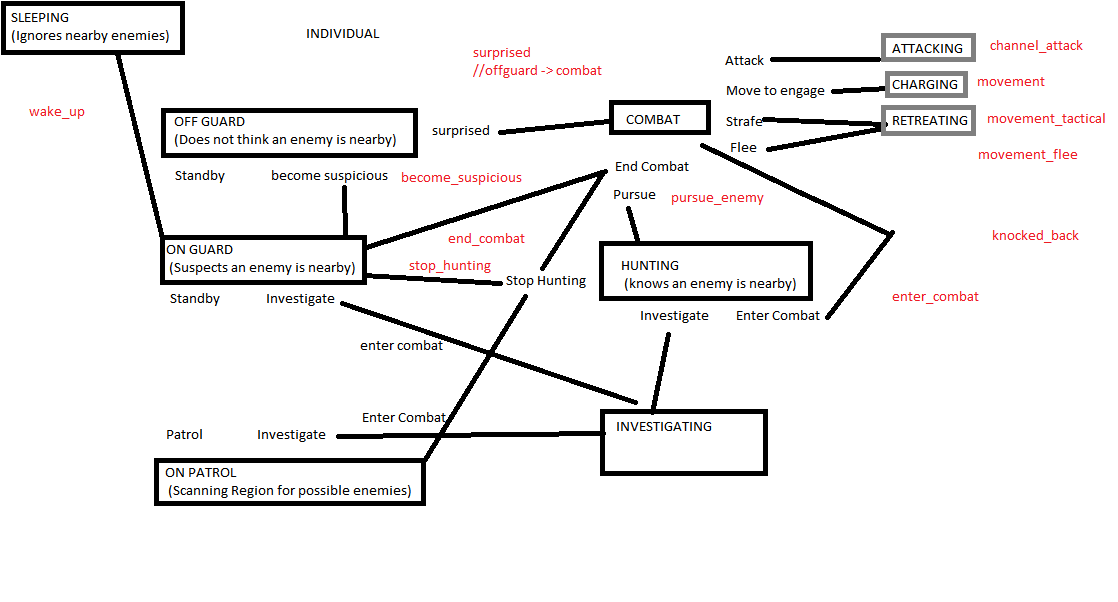 SLEEPING
(Ignores nearby enemies)
INDIVIDUAL
surprised
//offguard -> combat
Attack
ATTACKING
channel_attack
Move to engage
CHARGING
movement
wake_up
OFF GUARD
(Does not think an enemy is nearby)
surprised
COMBAT
Strafe
RETREATING
movement_tactical
Flee
movement_flee
Standby
become suspicious
become_suspicious
End Combat
Pursue
pursue_enemy
ON GUARD
(Suspects an enemy is nearby)
end_combat
stop_hunting
Stop Hunting
HUNTING
(knows an enemy is nearby)
knocked_back
Standby
Investigate
Investigate
Enter Combat
enter_combat
enter combat
Enter Combat
Patrol
Investigate
INVESTIGATING
ON PATROL
(Scanning Region for possible enemies)